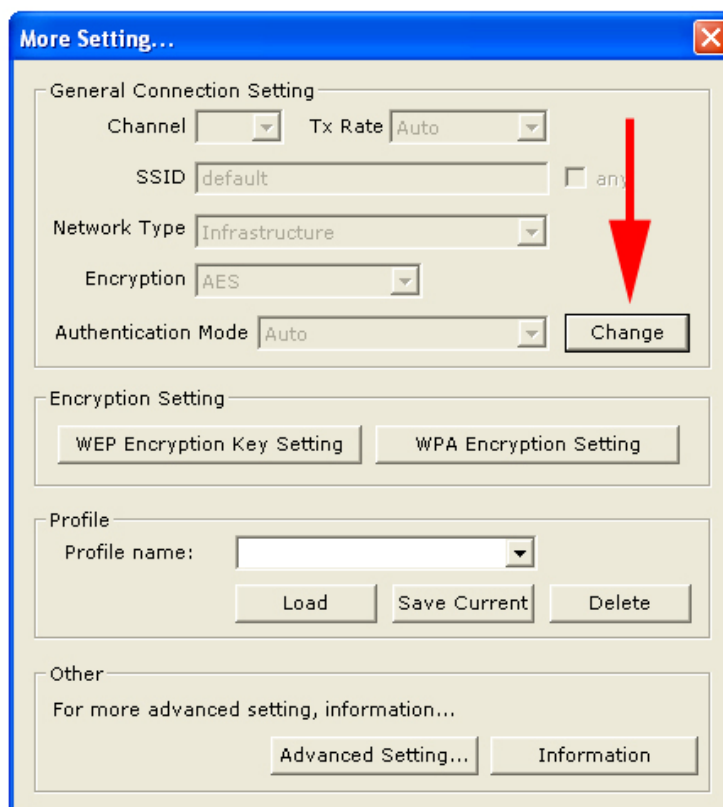 More Setting...
General Connection Setting
Channel Tx Rate Auto
SSID default any
Network Type Infrastructure
Encryption AES
Authentication Mode Auto Change
Encryption Setting
WEP Encryption Key Setting WPA Encryption Setting
Profile
Profile name:
Load Save Current Delete
Other
For more advanced setting, information...
Advanced Setting... Information